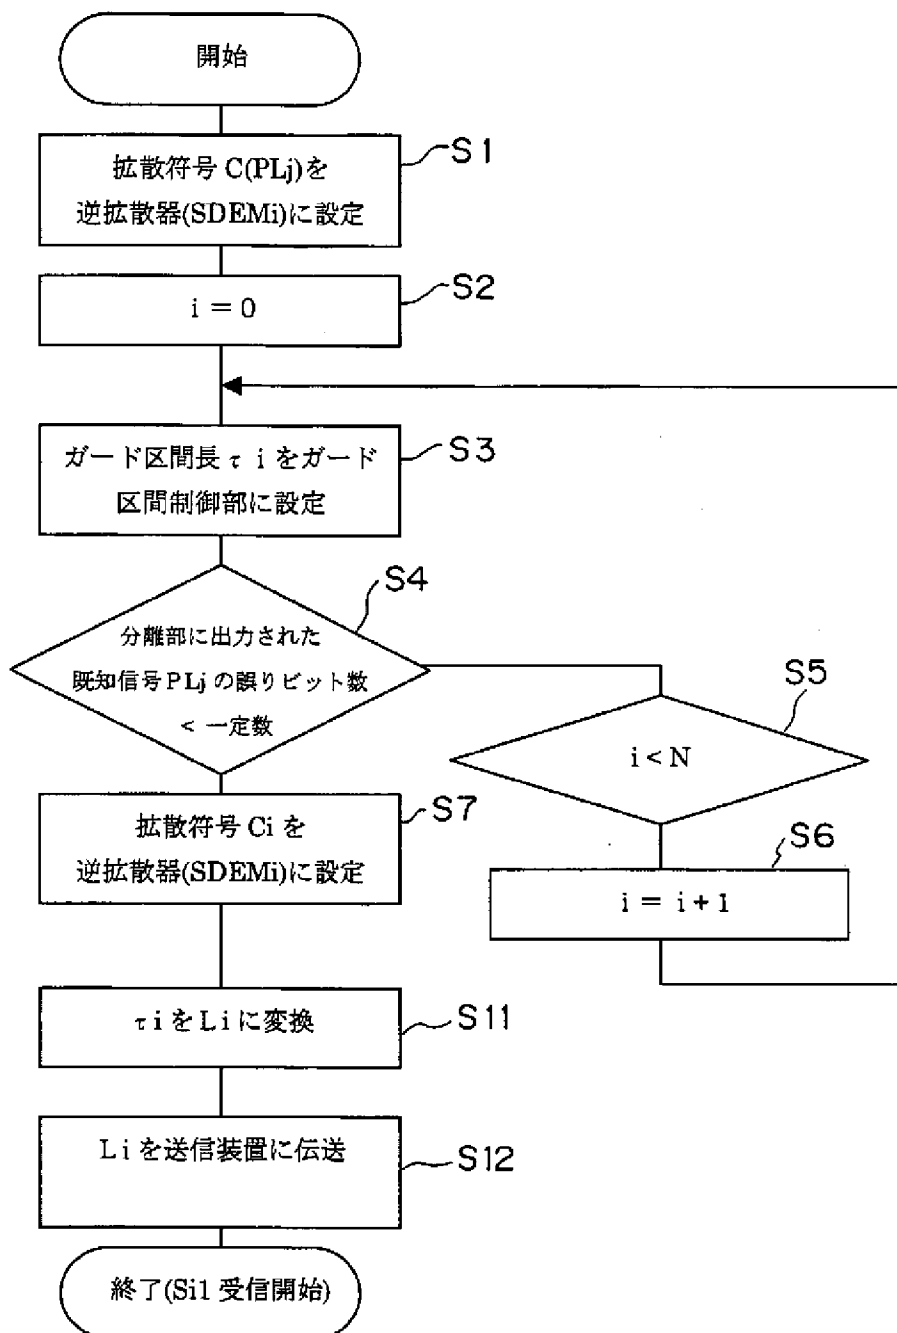 開始
拡散符号 C(PLj)を
逆拡散器(SDEMi)に設定
S1
i = 0
S2
ガード区間長 τ i をガード
区間制御部に設定
S3
分離部に出力された
既知信号PLjの誤りビット数
< 一定数
S4
i < N
S5
i = i + 1
S6
拡散符号 Ci を
逆拡散器(SDEMi)に設定
S7
τ i を L i に変換
S11
L i を送信装置に伝送
S12
終了(Si1 受信開始)